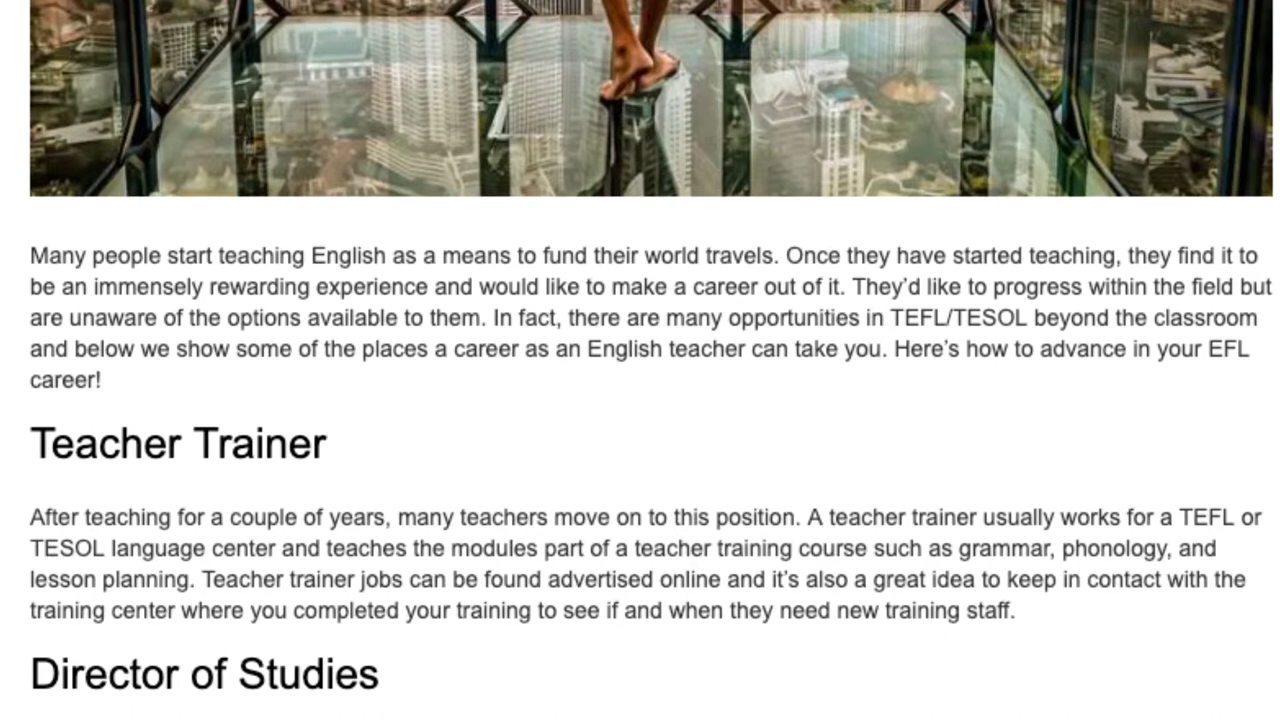 Many people start teaching English as a means to fund their world travels. Once they have started teaching, they find it to
be an immensely rewarding experience and would like to make a career out of it. They’d like to progress within the field but
are unaware of the options available to them. In fact, there are many opportunities in TEFL/TESOL beyond the classroom
and below we show some of the places a career as an English teacher can take you. Here’s how to advance in your EFL
career!
Teacher Trainer
After teaching for a couple of years, many teachers move on to this position. A teacher trainer usually works for a TEFL or
TESOL language center and teaches the modules part of a teacher training course such as grammar, phonology, and
lesson planning. Teacher trainer jobs can be found advertised online and it’s also a great idea to keep in contact with the
training center where you completed your training to see if and when they need new training staff.
Director of Studies